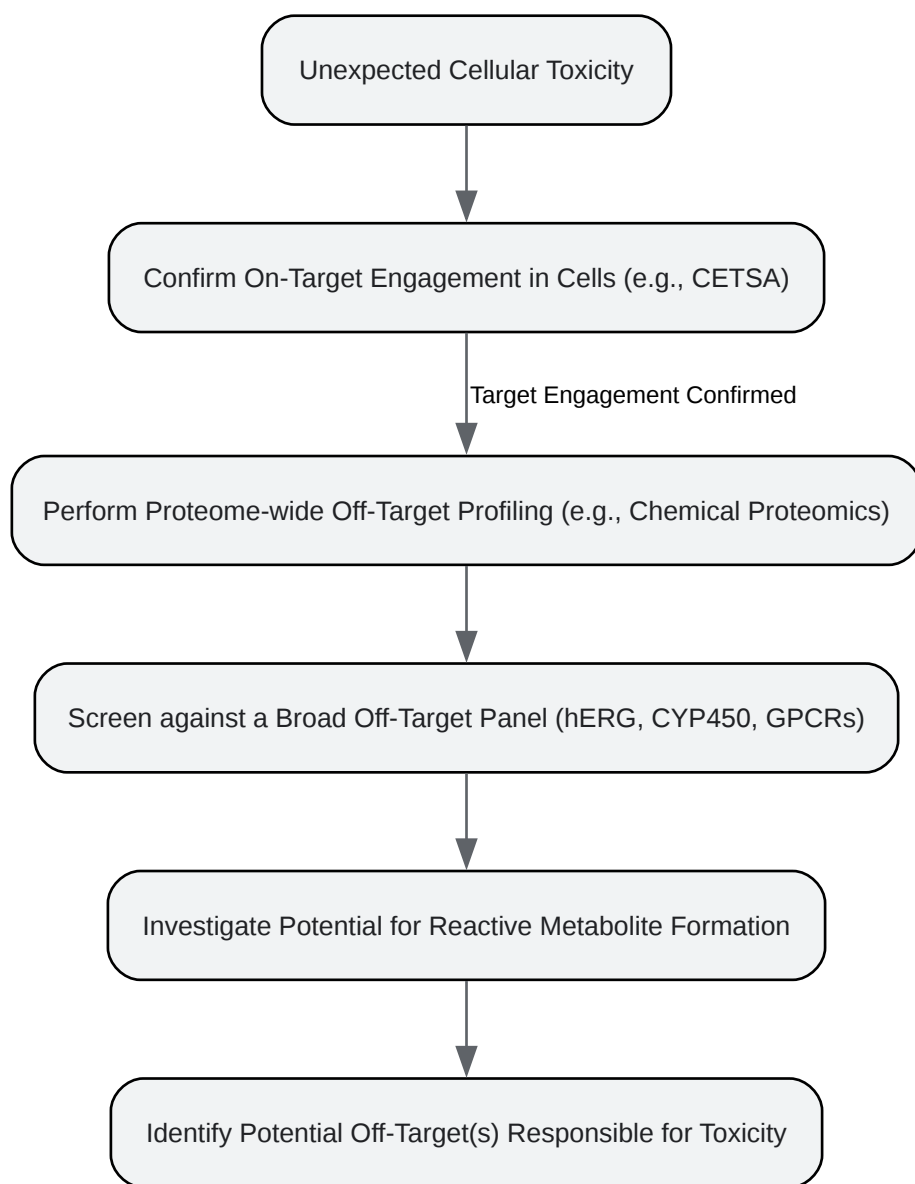 Unexpected Cellular Toxicity
Confirm On-Target Engagement in Cells (e.g., CETSA)
Target Engagement Confirmed
Perform Proteome-wide Off-Target Profiling (e.g., Chemical Proteomics)
Screen against a Broad Off-Target Panel (hERG, CYP450, GPCRs)
Investigate Potential for Reactive Metabolite Formation
Identify Potential Off-Target(s) Responsible for Toxicity